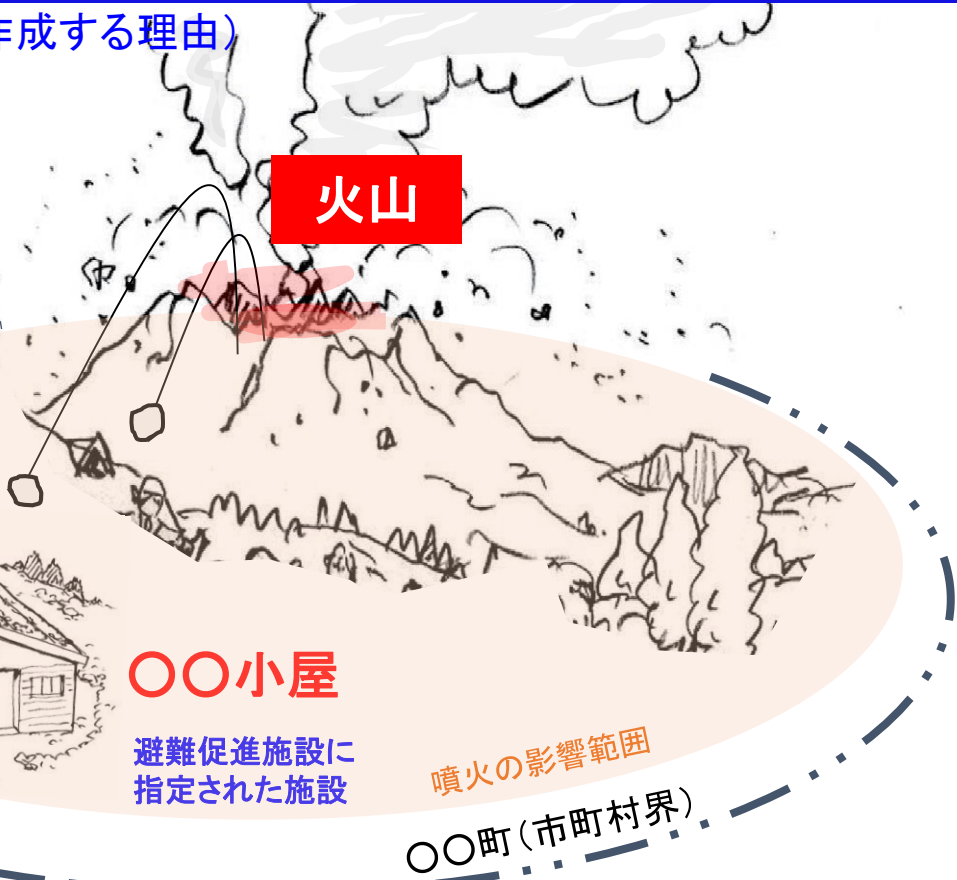 成する理由）
火山
〇〇小屋
避難促進施設に
指定された施設
噴火の影響範囲
〇〇町（市町村界）